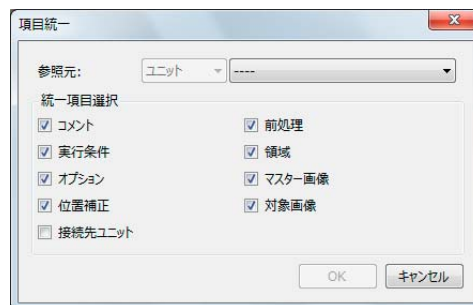 項目統一
参照元: ユニット ----
統一項目選択
コメント 前処理
実行条件 領域
オプション マスター画像
位置補正 対象画像
接続先ユニット
OK キャンセル